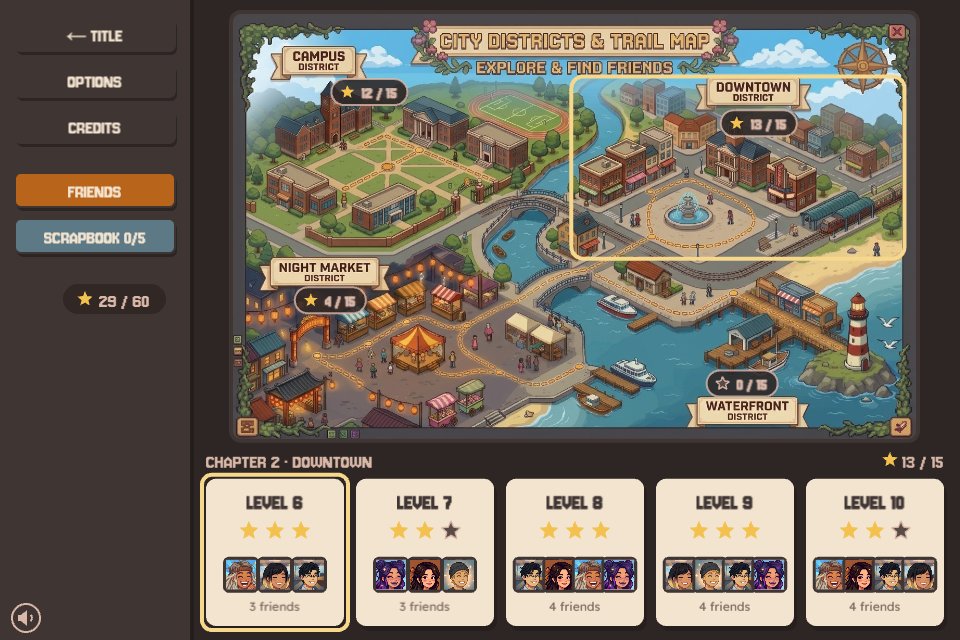 ← TITLE
OPTIONS
CREDITS
FRIENDS
SCRAPBOOK 0/5
29 / 60
CITY DISTRICTS & TRAIL MAP
EXPLORE & FIND FRIENDS
CAMPUS
DISTRICT
12 / 15
DOWNTOWN
DISTRICT
13 / 15
NIGHT MARKET
DISTRICT
4 / 15
0 / 15
WATERFRONT
DISTRICT
CHAPTER 2 · DOWNTOWN
13 / 15
LEVEL 6
3 friends
LEVEL 7
3 friends
LEVEL 8
4 friends
LEVEL 9
4 friends
LEVEL 10
4 friends